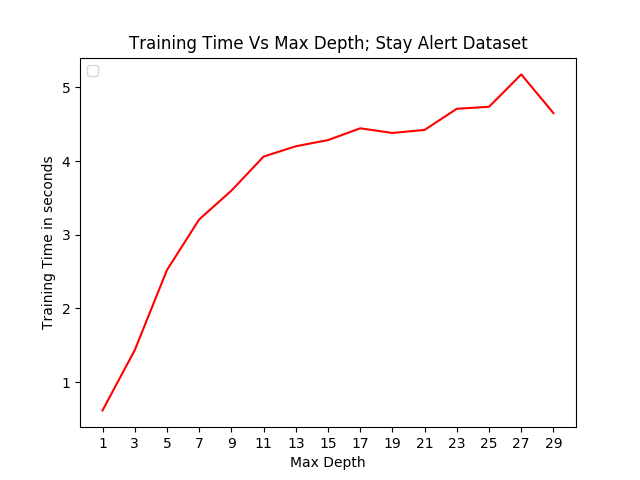 Training Time Vs Max Depth; Stay Alert Dataset
Training Time in seconds
5
4
3
2
1
1 3 5 7 9 11 13 15 17 19 21 23 25 27 29
Max Depth